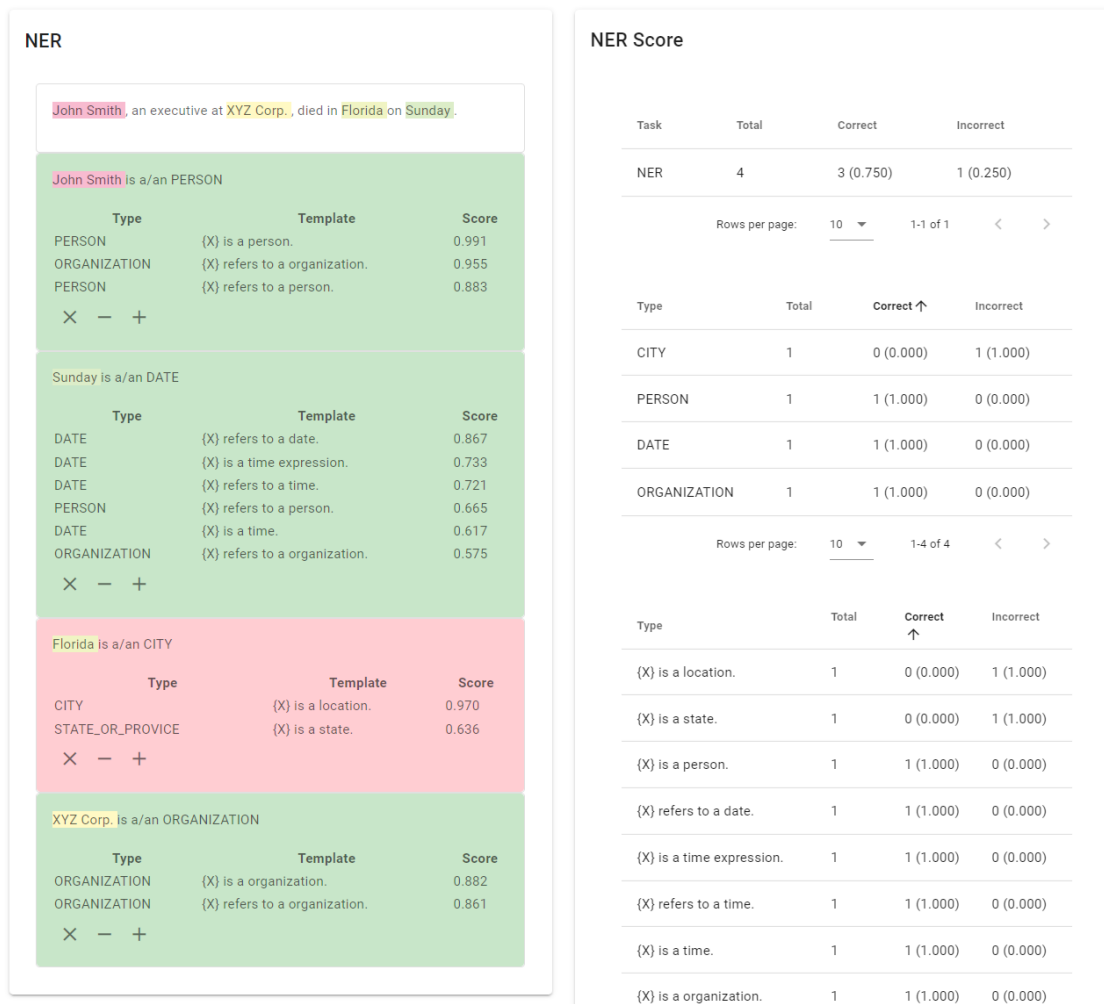 NER
John Smith , an executive at XYZ Corp. , died in Florida on Sunday .
John Smith is a/an PERSON
Type Template Score
PERSON {X} is a person. 0.991
ORGANIZATION {X} refers to a organization. 0.955
PERSON {X} refers to a person. 0.883
Sunday is a/an DATE
Type Template Score
DATE {X} refers to a date. 0.867
DATE {X} is a time expression. 0.733
DATE {X} refers to a time. 0.721
PERSON {X} refers to a person. 0.665
DATE {X} is a time. 0.617
ORGANIZATION {X} refers to a organization. 0.575
Florida is a/an CITY
Type Template Score
CITY {X} is a location. 0.970
STATE_OR_PROVICE {X} is a state. 0.636
XYZ Corp. is a/an ORGANIZATION
Type Template Score
ORGANIZATION {X} is a organization. 0.882
ORGANIZATION {X} refers to a organization. 0.861
NER Score
Task Total Correct Incorrect
NER 4 3 (0.750) 1 (0.250)
Rows per page: 10 1-1 of 1
Type Total Correct Incorrect
CITY 1 0 (0.000) 1 (1.000)
PERSON 1 1 (1.000) 0 (0.000)
DATE 1 1 (1.000) 0 (0.000)
ORGANIZATION 1 1 (1.000) 0 (0.000)
Rows per page: 10 1-4 of 4
Type Total Correct Incorrect
{X} is a location. 1 0 (0.000) 1 (1.000)
{X} is a state. 1 0 (0.000) 1 (1.000)
{X} is a person. 1 1 (1.000) 0 (0.000)
{X} refers to a date. 1 1 (1.000) 0 (0.000)
{X} is a time expression. 1 1 (1.000) 0 (0.000)
{X} refers to a time. 1 1 (1.000) 0 (0.000)
{X} is a time. 1 1 (1.000) 0 (0.000)
{X} is a organization. 1 1 (1.000) 0 (0.000)